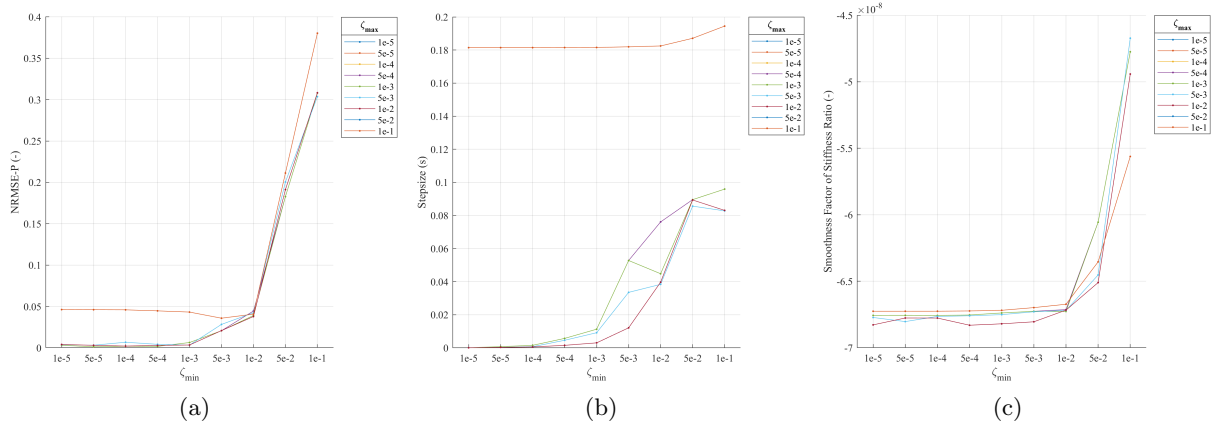 0.4
0.35
0.3
0.25
0.2
0.15
0.1
0.05
0
NRMSE-P (-)
1e-5 5e-5 1e-4 5e-4 1e-3 5e-3 1e-2 5e-2 1e-1
ζmin
ζmax
1e-5
5e-5
1e-4
5e-4
1e-3
5e-3
1e-2
5e-2
1e-1
(a)
0.2
0.18
0.16
0.14
0.12
0.1
0.08
0.06
0.04
0.02
0
Stepsize (s)
1e-5 5e-5 1e-4 5e-4 1e-3 5e-3 1e-2 5e-2 1e-1
ζmin
ζmax
1e-5
5e-5
1e-4
5e-4
1e-3
5e-3
1e-2
5e-2
1e-1
(b)
×10⁻⁸
-4.5
-5
-5.5
-6
-6.5
-7
Smoothness Factor of Stiffness Ratio (-)
1e-5 5e-5 1e-4 5e-4 1e-3 5e-3 1e-2 5e-2 1e-1
ζmin
ζmax
1e-5
5e-5
1e-4
5e-4
1e-3
5e-3
1e-2
5e-2
1e-1
(c)